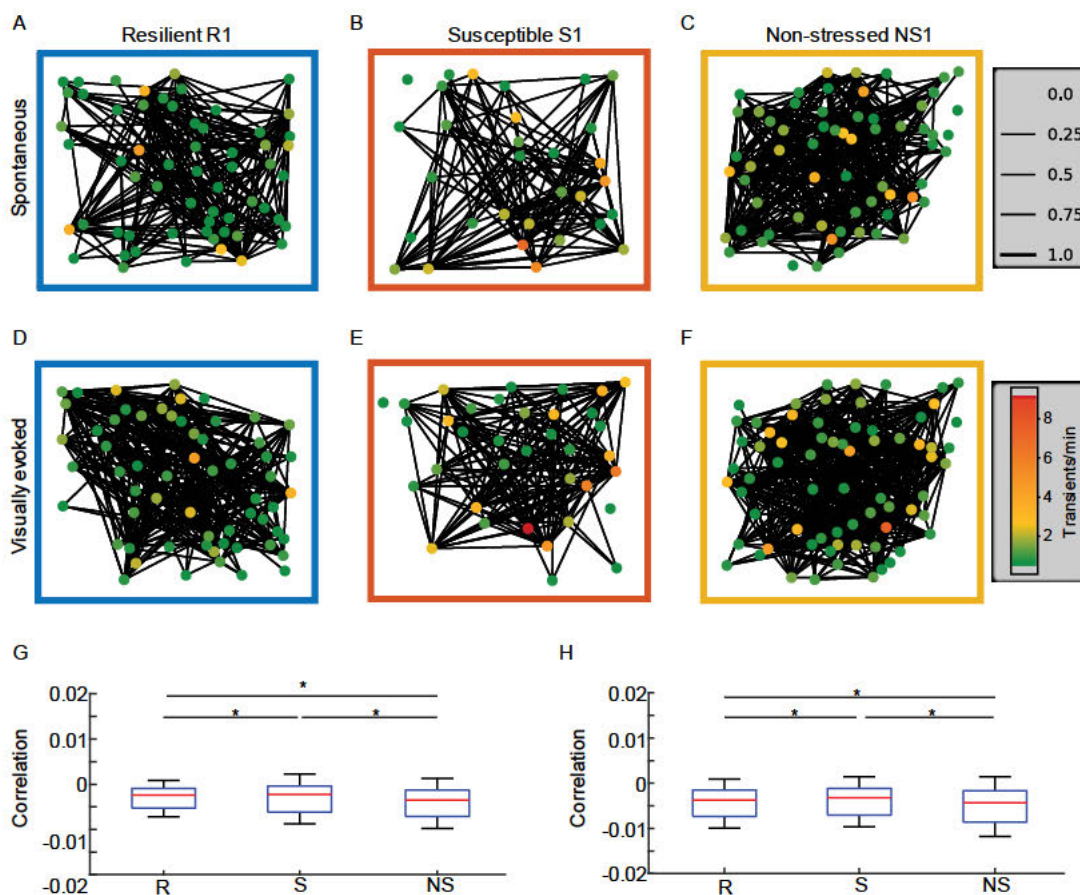 A
Resilient R1
B
Susceptible S1
C
Non-stressed NS1
Spontaneous
0.0
0.25
0.5
0.75
1.0
D
E
F
Visually evoked
8
6
4
2
Transients/min
G
Correlation
0.02
0.01
0
-0.01
-0.02
*
* *
R S NS
H
Correlation
0.02
0.01
0
-0.01
-0.02
*
* *
R S NS